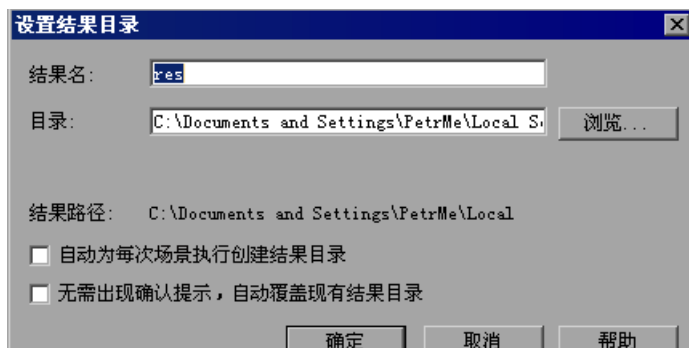 设置结果目录
结果名: res
目录: C:\Documents and Settings\PetrMe\Local S 浏览...
结果路径: C:\Documents and Settings\PetrMe\Local
自动为每次场景执行创建结果目录
无需出现确认提示，自动覆盖现有结果目录
确定 取消 帮助